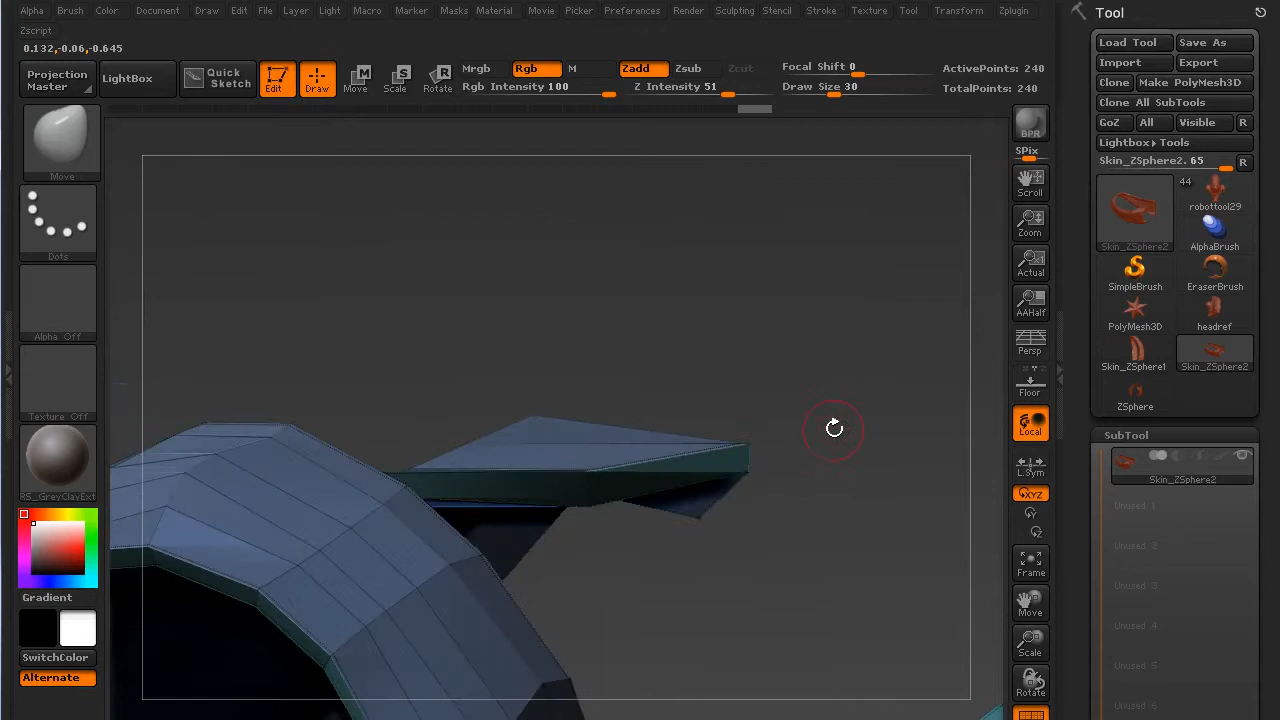 Alpha Brush Color Document Draw Edit File Layer Light Macro Marker Masks Material Movie Picker Preferences Render Sculpting Stencil Stroke Texture Tool Transform Zplugin
Zscript
0.132,-0.06,-0.645
Projection Master
LightBox
Quick Sketch
Edit
Draw
Move
Scale
Rotate
Mrgb Rgb M
Rgb Intensity 100
Zadd Zsub Zcut
Z Intensity 51
Focal Shift 0
Draw Size 30
ActivePoints: 240
TotalPoints: 240
Move
Dots
Alpha Off
Texture Off
RS_GreyClayExt
Gradient
SwitchColor
Alternate
BPR
SPix
Scroll
Zoom
Actual
AAHalf
Persp
Floor
Local
L.Sym
XYZ
Y
Z
Frame
Move
Scale
Rotate
Tool
Load Tool Save As
Import Export
Clone Make PolyMesh3D
Clone All SubTools
GoZ All Visible R
Lightbox▸Tools
Skin_ZSphere2. 65 R
44
Skin_ZSphere2
robottool29
AlphaBrush
SimpleBrush EraserBrush
PolyMesh3D headref
Skin_ZSphere1 Skin_ZSphere2
ZSphere
SubTool
Skin_ZSphere2
Unused 1
Unused 2
Unused 3
Unused 4
Unused 5
Unused 6